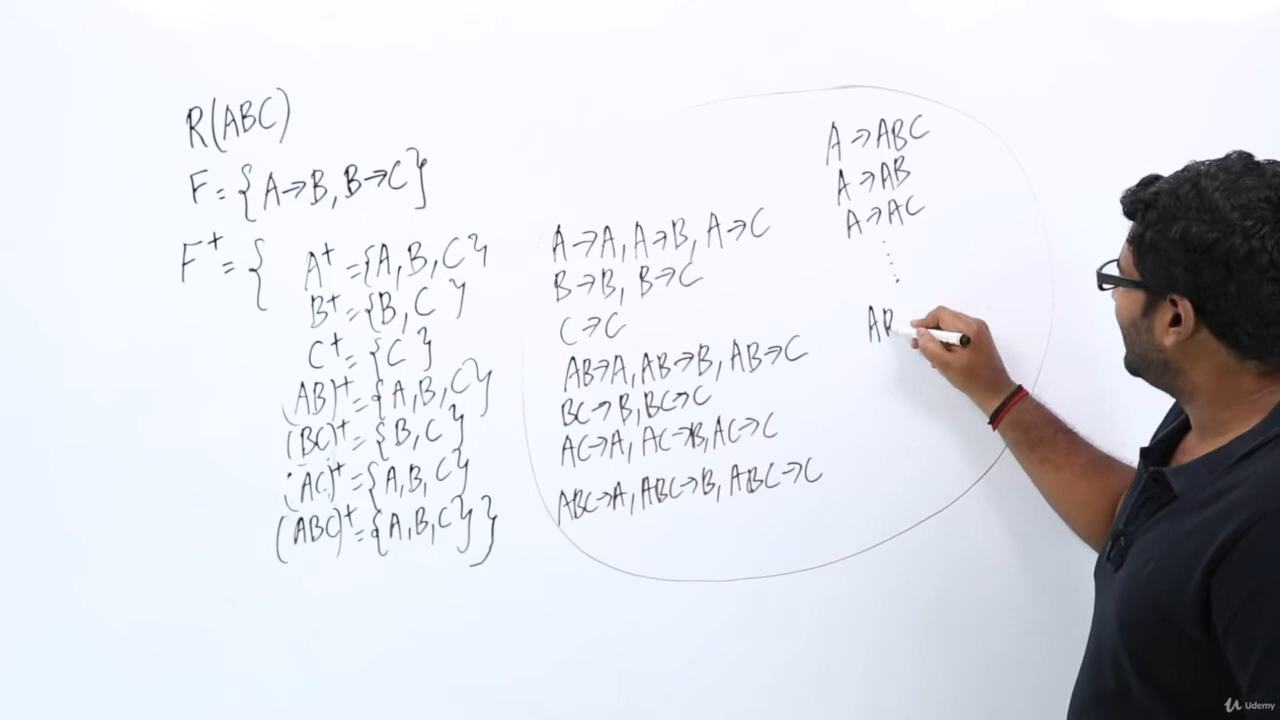 R(ABC)
F = {A→B, B→C}
F⁺ = {
A⁺ = {A, B, C}
B⁺ = {B, C}
C⁺ = {C}
(AB)⁺ = {A, B, C}
(BC)⁺ = {B, C}
(AC)⁺ = {A, B, C}
(ABC)⁺ = {A, B, C}}
A→A, A→B, A→C
B→B, B→C
C→C
AB→A, AB→B, AB→C
BC→B, BC→C
AC→A, AC→B, AC→C
ABC→A, ABC→B, ABC→C
A→ABC
A→AB
A→AC
AB
Udemy